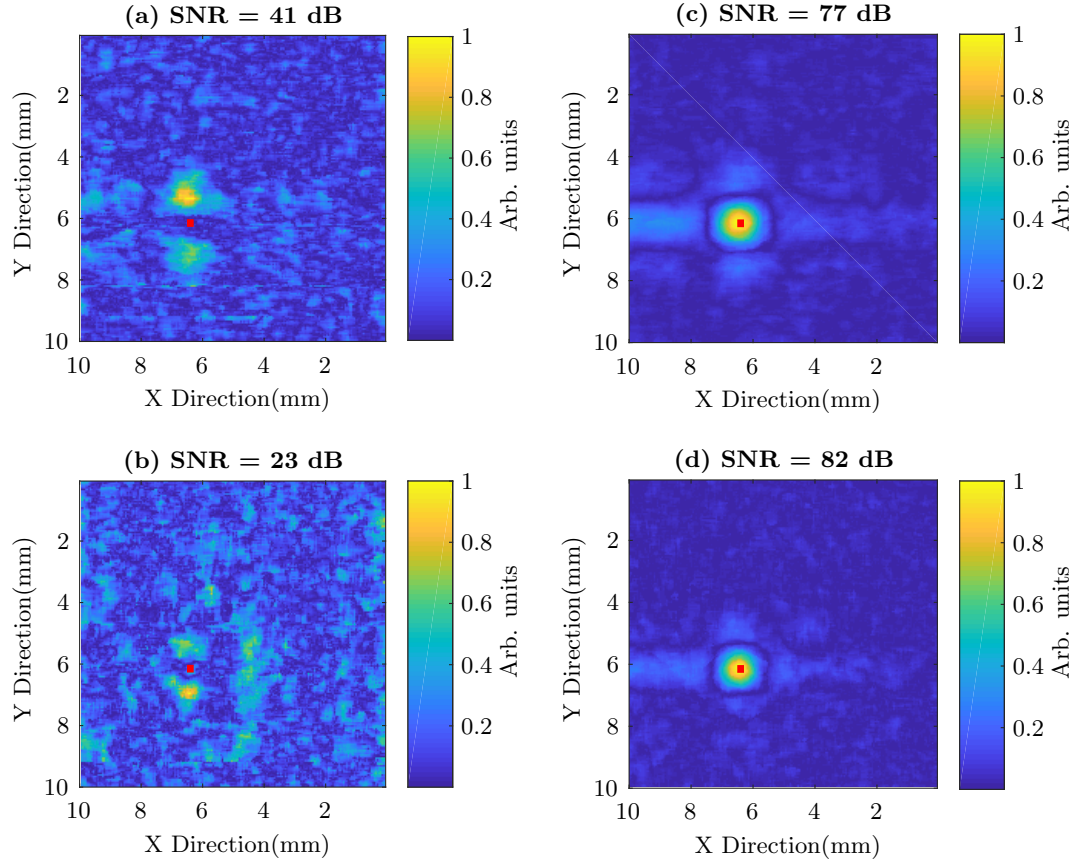 (a) SNR = 41 dB
2
4
6
8
10
Y Direction(mm)
10 8 6 4 2
X Direction(mm)
1
0.8
0.6
0.4
0.2
Arb. units
(c) SNR = 77 dB
2
4
6
8
10
Y Direction(mm)
10 8 6 4 2
X Direction(mm)
1
0.8
0.6
0.4
0.2
Arb. units
(b) SNR = 23 dB
2
4
6
8
10
Y Direction(mm)
10 8 6 4 2
X Direction(mm)
1
0.8
0.6
0.4
0.2
Arb. units
(d) SNR = 82 dB
2
4
6
8
10
Y Direction(mm)
10 8 6 4 2
X Direction(mm)
1
0.8
0.6
0.4
0.2
Arb. units